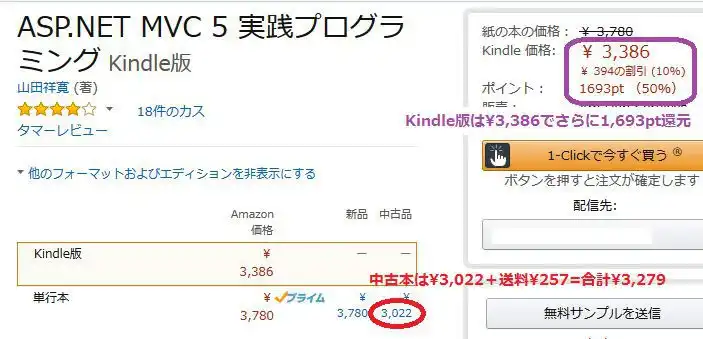 ASP.NET MVC 5 実践プログラ
ミング Kindle版
山田祥寛 (著)
18件のカス
タマーレビュー
他のフォーマットおよびエディションを非表示にする
Amazon 価格
新品
中古品
Kindle版
¥ 3,386
—
—
単行本
¥ 3,780
プライム
¥ 3,780
¥ 3,022
中古本は¥3,022＋送料¥257=合計¥3,279
紙の本の価格： ¥ 3,780
Kindle 価格： ¥ 3,386
¥ 394の割引 (10%)
ポイント： 1693pt （50%）
Kindle版は¥3,386でさらに1,693pt還元
1-Clickで今すぐ買う ®
ボタンを押すと注文が確定します
配信先:
無料サンプルを送信